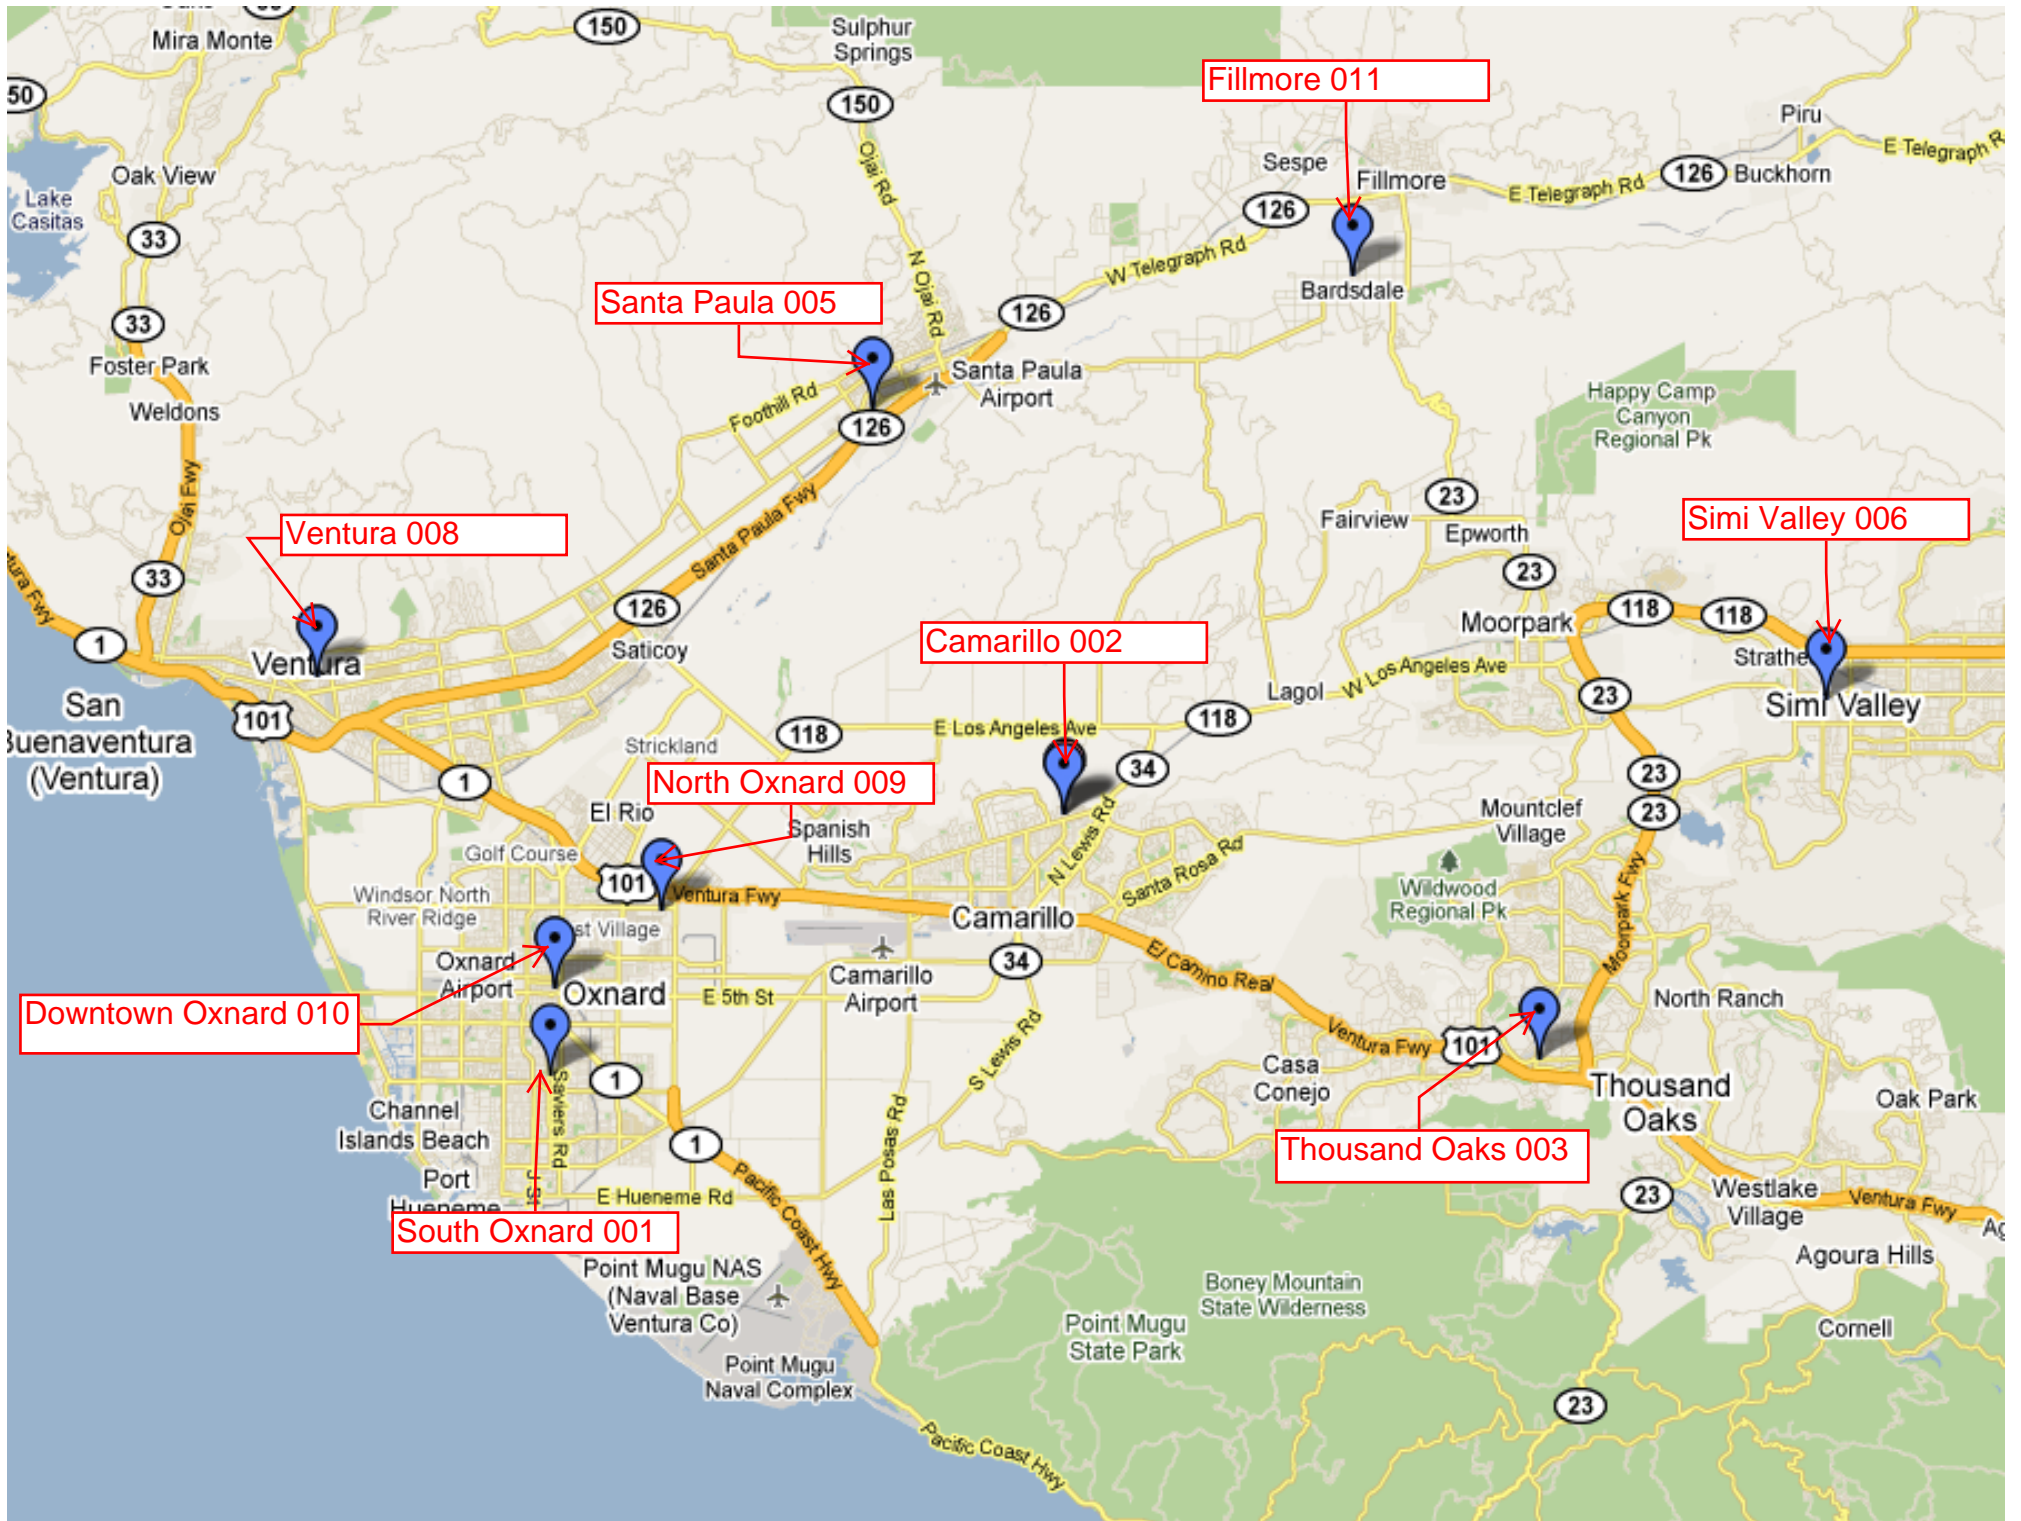 150
Sulphur
Springs
Mira Monte
50
150
Fillmore 011
Piru
E Telegraph R
Ojai Rd
Sespe
Fillmore
126
Buckhorn
Oak View
E Telegraph Rd
Lake
Casitas
126
33
N Ojai Rd
W Telegraph Rd
Bardsdale
Santa Paula 005
126
33
Foster Park
Santa Paula
Airport
Foothill Rd
Weldons
126
Happy Camp
Canyon
Regional Pk
Ojai Fwy
Santa Paula Fwy
23
Fairview
Epworth
Simi Valley 006
Ventura 008
33
23
126
118
118
Moorpark
1
Saticoy
Camarillo 002
Ventura
W Los Angeles Ave
Strathe
Lagol
23
Simi Valley
San
Buenaventura
(Ventura)
101
118
E Los Angeles Ave
118
Strickland
34
23
1
North Oxnard 009
El Rio
Spanish
Hills
Mountclef
Village
23
N Lewis Rd
Golf Course
Santa Rosa Rd
Moorpark Fwy
101
Ventura Fwy
Windsor North
River Ridge
Wildwood
Regional Pk
Camarillo
st Village
El Camino Real
Oxnard
Airport
34
Camarillo
Airport
Oxnard
E 5th St
North Ranch
Downtown Oxnard 010
S Lewis Rd
Ventura Fwy
101
1
Casa
Conejo
Thousand
Oaks
Oak Park
Saviers Rd
Channel
Islands Beach
Las Posas Rd
1
Thousand Oaks 003
Port
Hueneme
J St
E Hueneme Rd
Pacific Coast Hwy
23
Westlake
Village
Ventura Fwy
South Oxnard 001
Ag
Agoura Hills
Point Mugu NAS
(Naval Base
Ventura Co)
Boney Mountain
State Wilderness
Point Mugu
State Park
Cornell
Point Mugu
Naval Complex
23
Pacific Coast Hwy